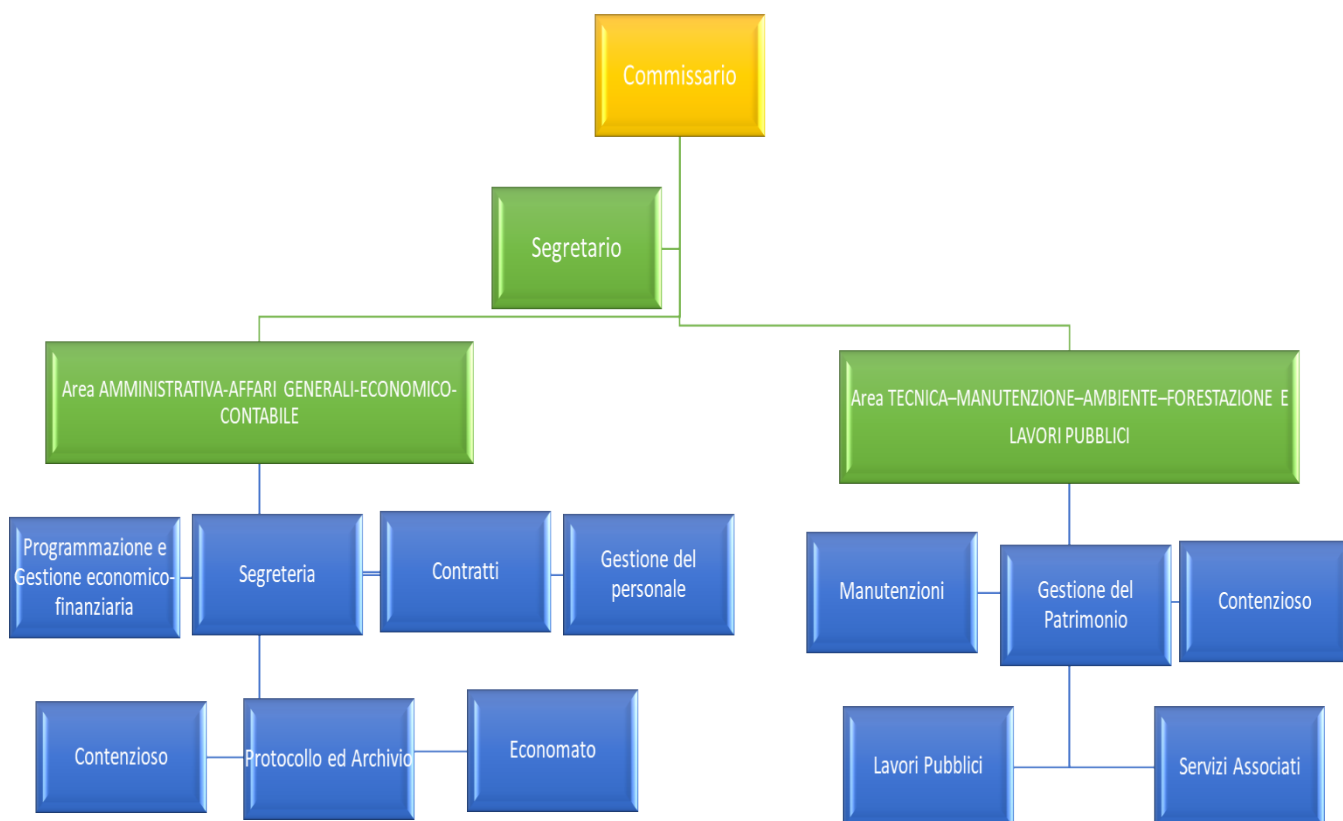 Commissario
Segretario
Area AMMINISTRATIVA-AFFARI GENERALI-ECONOMICO-
CONTABILE
Area TECNICA–MANUTENZIONE–AMBIENTE–FORESTAZIONE E
LAVORI PUBBLICI
Programmazione e
Gestione economico-
finanziaria
Segreteria
Contratti
Gestione del
personale
Manutenzioni
Gestione del
Patrimonio
Contenzioso
Contenzioso
Protocollo ed Archivio
Economato
Lavori Pubblici
Servizi Associati